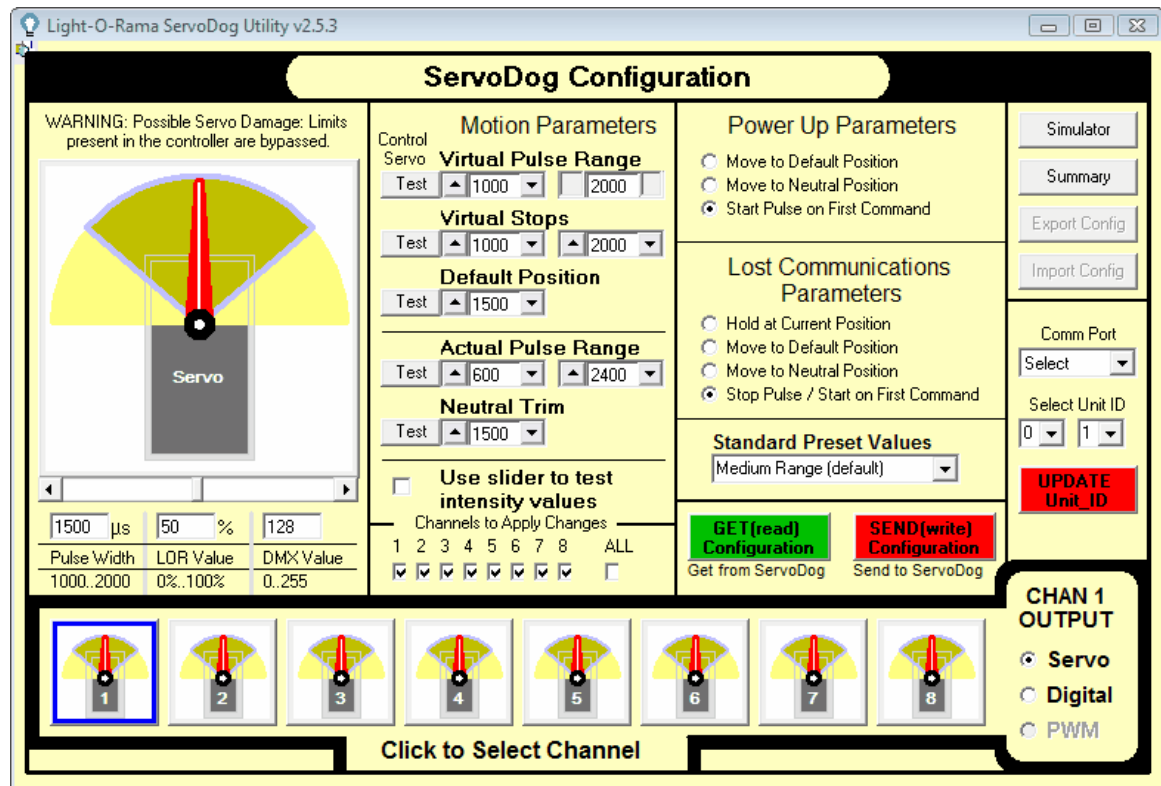 Light-O-Rama ServoDog Utility v2.5.3
ServoDog Configuration
WARNING: Possible Servo Damage: Limits
present in the controller are bypassed.
Servo
1500 µs 50 % 128
Pulse Width LOR Value DMX Value
1000..2000 0%..100% 0..255
Motion Parameters
Control
Servo
Virtual Pulse Range
Test 1000 2000
Virtual Stops
Test 1000 2000
Default Position
Test 1500
Actual Pulse Range
Test 600 2400
Neutral Trim
Test 1500
Use slider to test
intensity values
Channels to Apply Changes
1 2 3 4 5 6 7 8 ALL
Power Up Parameters
Move to Default Position
Move to Neutral Position
Start Pulse on First Command
Lost Communications
Parameters
Hold at Current Position
Move to Default Position
Move to Neutral Position
Stop Pulse / Start on First Command
Standard Preset Values
Medium Range (default)
GET(read)
Configuration
Get from ServoDog
SEND(write)
Configuration
Send to ServoDog
Simulator
Summary
Export Config
Import Config
Comm Port
Select
Select Unit ID
0 1
UPDATE
Unit_ID
CHAN 1
OUTPUT
Servo
Digital
PWM
1 2 3 4 5 6 7 8
Click to Select Channel